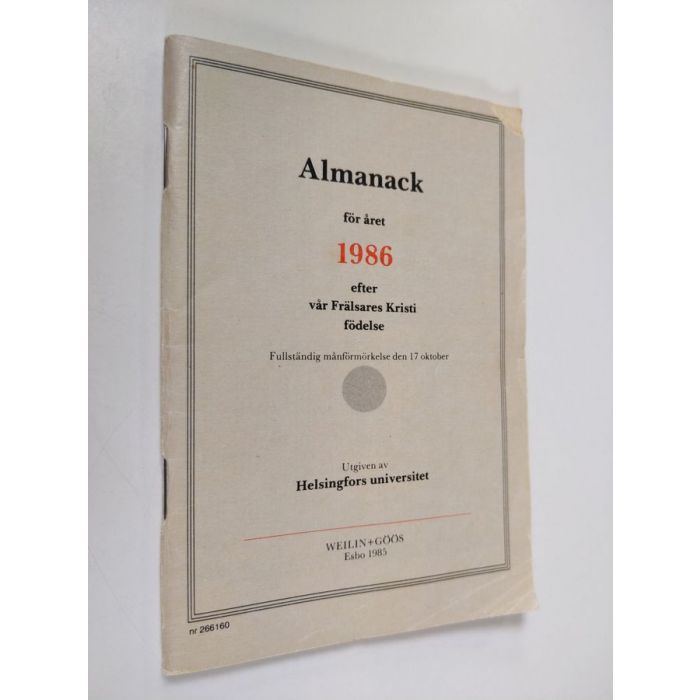 Almanack
för året
1986
efter
vår Frälsares Kristi
födelse
Fullständig månförmörkelse den 17 oktober
Utgiven av
Helsingfors universitet
WEILIN+GÖÖS
Esbo 1985
nr 266160